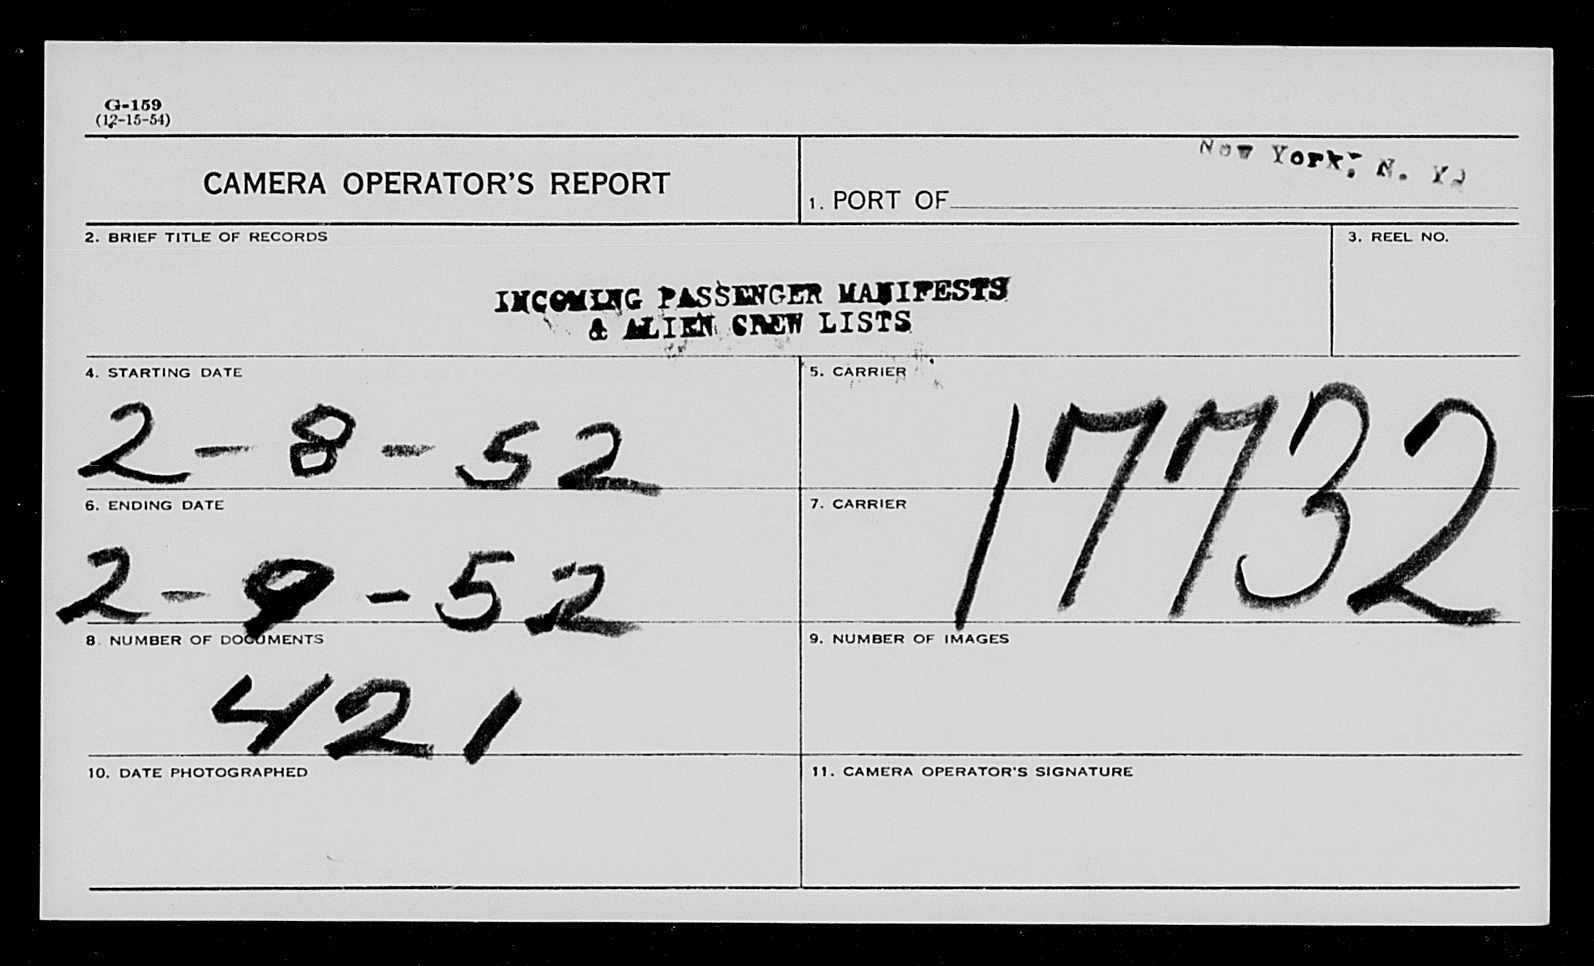 G-159
(12-15-54)
CAMERA OPERATOR'S REPORT
1. PORT OF New York, N. Y.
2. BRIEF TITLE OF RECORDS
INCOMING PASSENGER MANIFESTS
& ALIEN CREW LISTS
3. REEL NO.
4. STARTING DATE
2-8-52
5. CARRIER
17732
6. ENDING DATE
2-9-52
7. CARRIER
8. NUMBER OF DOCUMENTS
421
9. NUMBER OF IMAGES
10. DATE PHOTOGRAPHED
11. CAMERA OPERATOR'S SIGNATURE